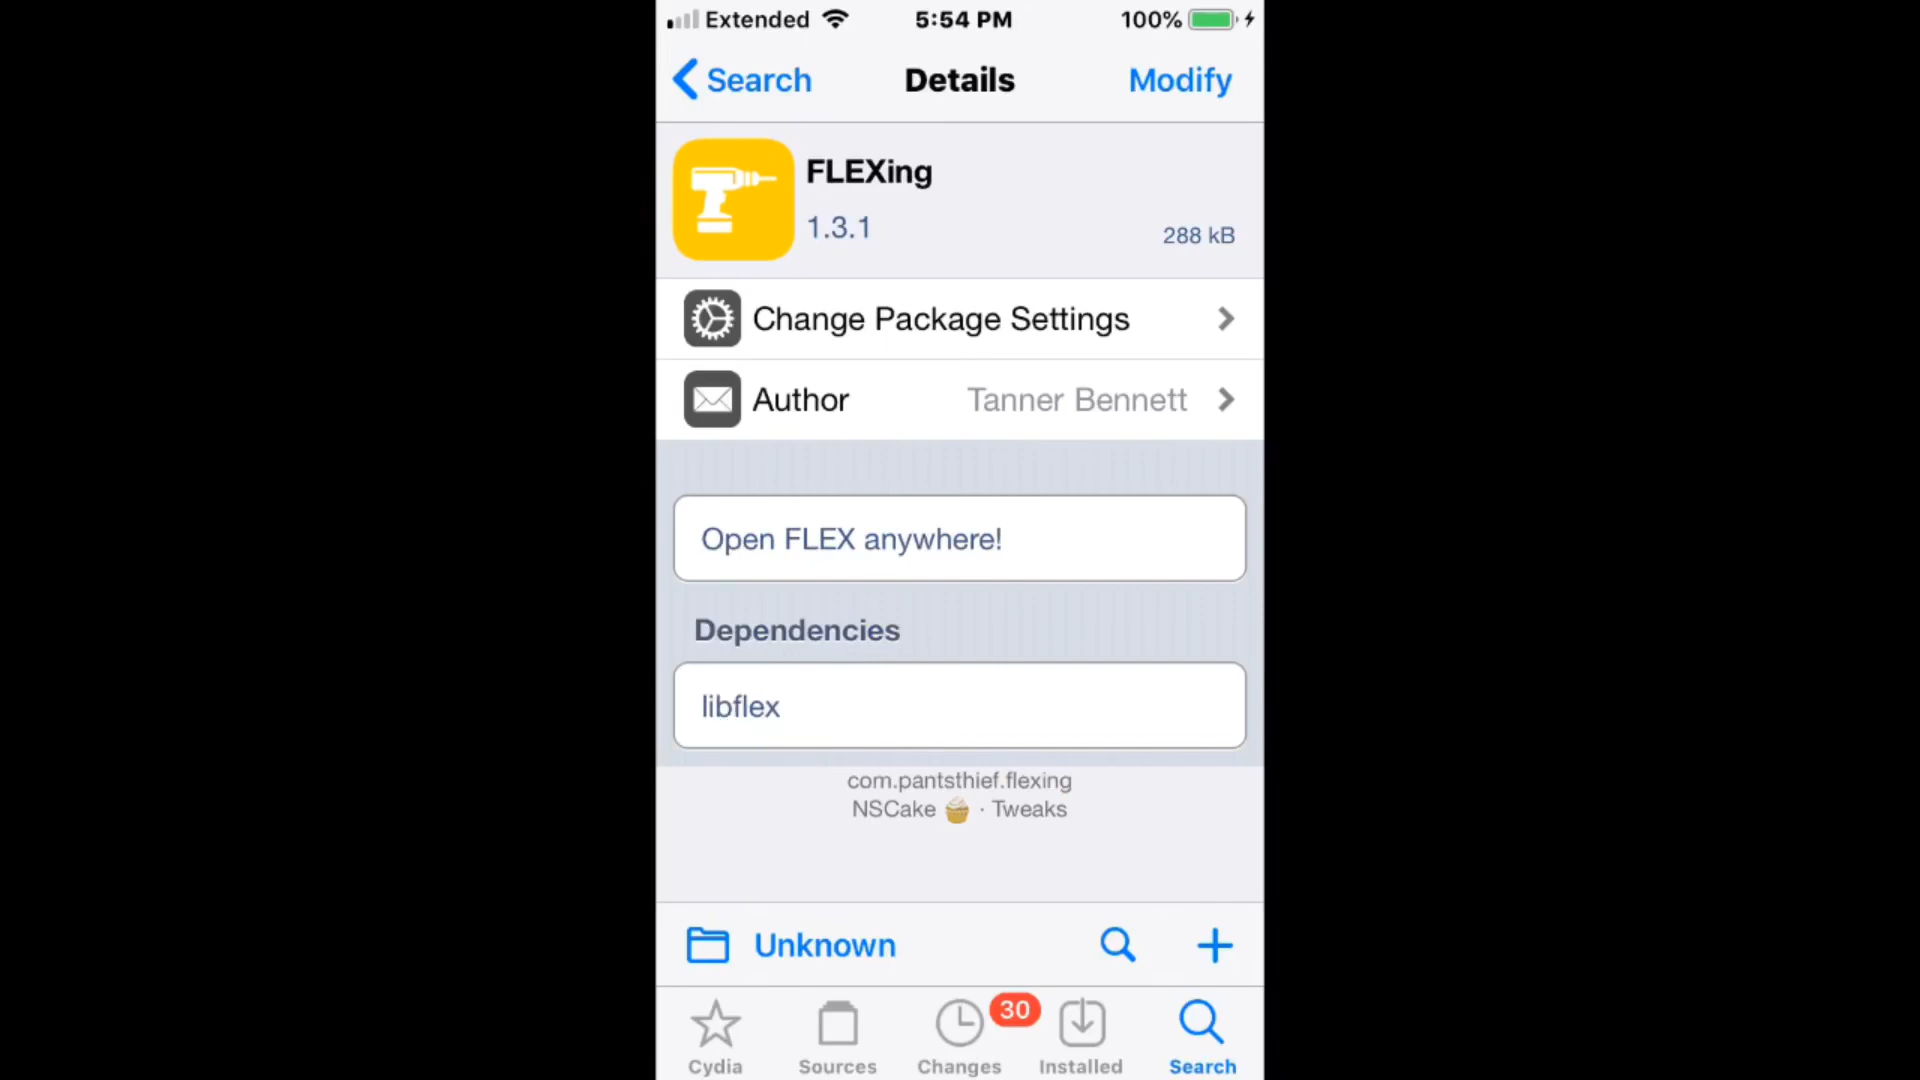 Extended 5:54 PM 100%
Search Details Modify
FLEXing
1.3.1 288 kB
Change Package Settings
Author Tanner Bennett
Open FLEX anywhere!
Dependencies
libflex
com.pantsthief.flexing
NSCake 🧁 · Tweaks
Unknown
30
Cydia Sources Changes Installed Search